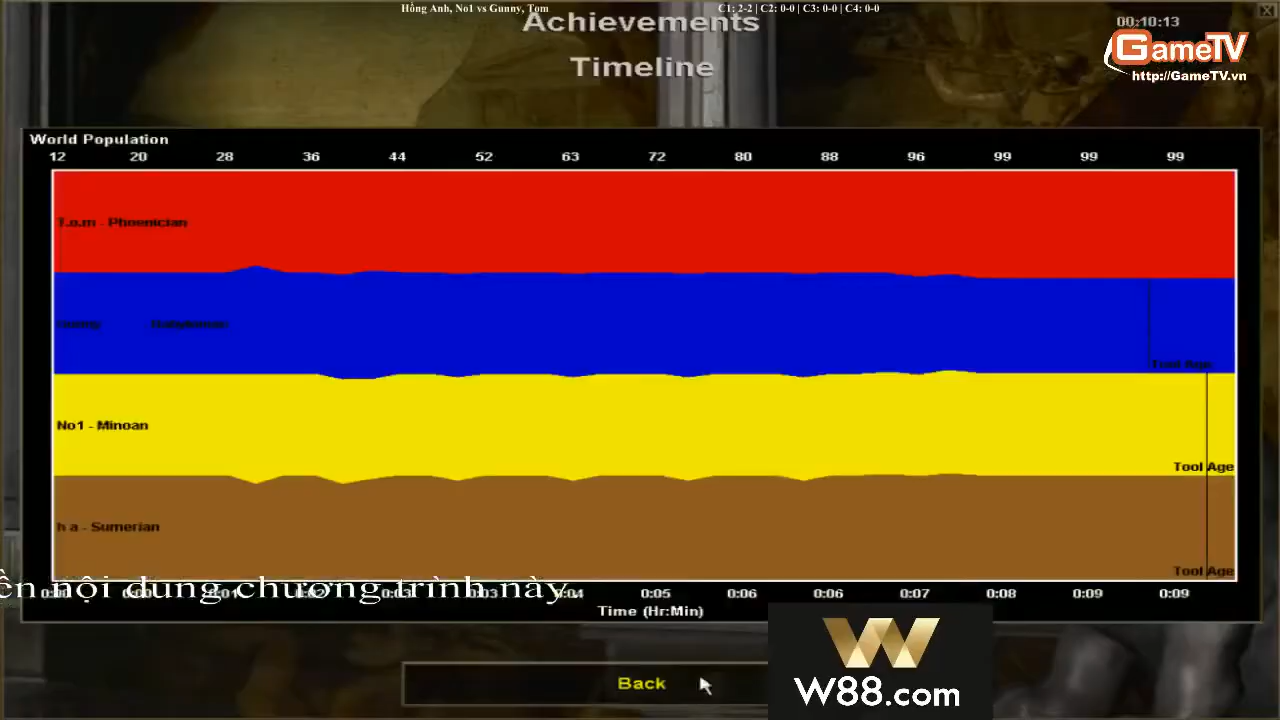 Hồng Anh, No1 vs Gunny, Tom
C1: 2-2 | C2: 0-0 | C3: 0-0 | C4: 0-0
Achievements
00:10:13
GameTV
http://GameTV.vn
Timeline
World Population
12 20 28 36 44 52 63 72 80 88 96 99 99 99
T.o.m - Phoenician
Tool Age
No1 - Minoan
Tool Age
h a - Sumerian
Tool Age
nội dung chương trình này.
0:05 0:06 0:06 0:07 0:08 0:09 0:09
Time (Hr:Min)
Back
W88.com